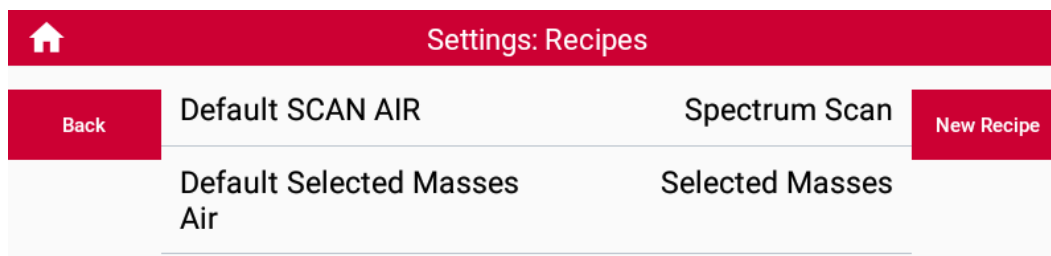 Settings: Recipes
Back
Default SCAN AIR
Spectrum Scan
New Recipe
Default Selected Masses
Air
Selected Masses